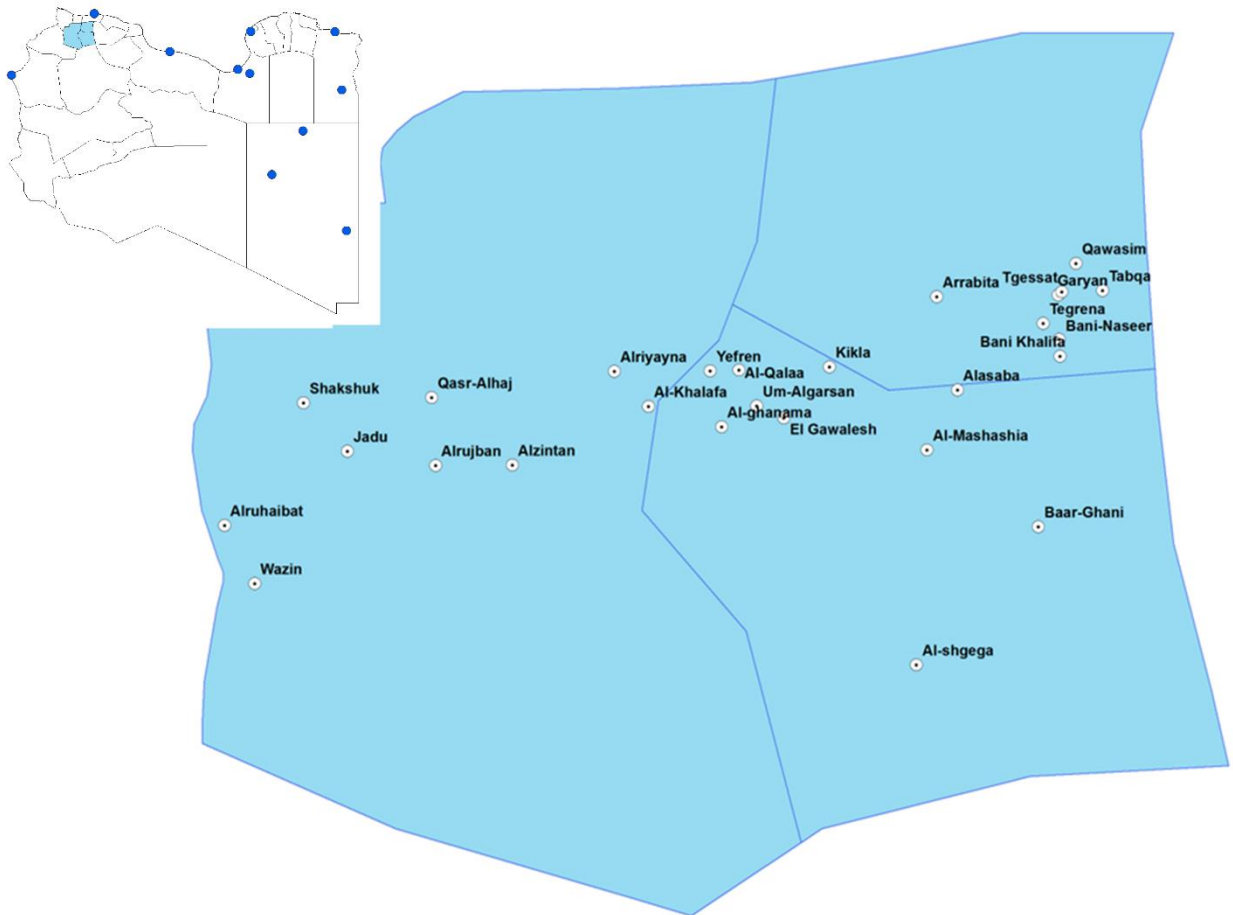 Qawasim
Arrabita
Tgessat
Garyan
Tabqa
Tegrena
Bani-Naseer
Bani Khalifa
Alriyayna
Yefren
Al-Qalaa
Kikla
Alasaba
Shakshuk
Qasr-Alhaj
Al-Khalafa
Um-Algarsan
Al-ghanama
El Gawalesh
Jadu
Alrujban
Alzintan
Al-Mashashia
Alruhaibat
Baar-Ghani
Wazin
Al-shgega